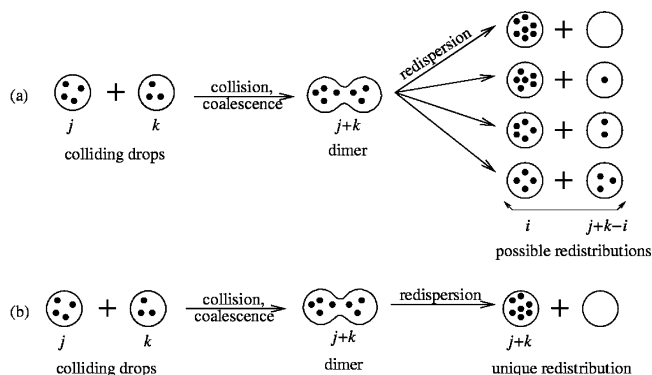 (a)
j
k
colliding drops
collision,
coalescence
j+k
dimer
redispersion
i
j+k−i
possible redistributions
(b)
j
k
colliding drops
collision,
coalescence
j+k
dimer
redispersion
j+k
unique redistribution